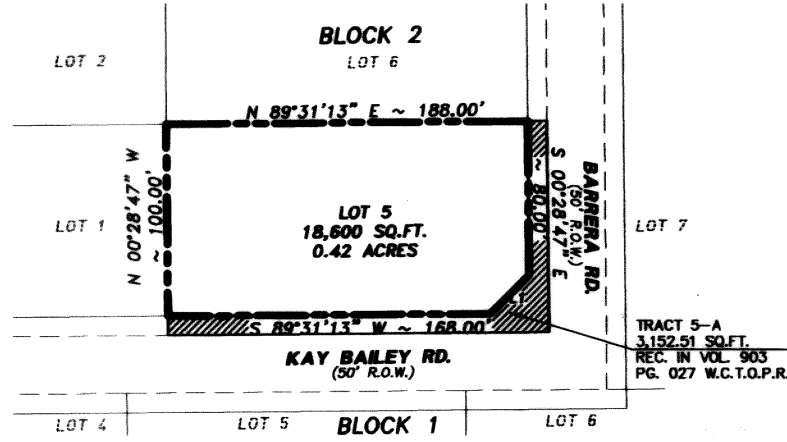 BLOCK 2
LOT 2
LOT 6
N 89°31'13" E ~ 188.00'
N 00°28'47" W
~ 100.00'
LOT 1
LOT 5
18,600 SQ.FT.
0.42 ACRES
S 00°28'47" E
~ 80.00'
BARRERA RD.
(50' R.O.W.)
LOT 7
L1
S 89°31'13" W ~ 168.00'
TRACT 5-A
3,152.51 SQ.FT.
REC. IN VOL. 903
PG. 027 W.C.T.O.P.R.
KAY BAILEY RD.
(50' R.O.W.)
LOT 4
LOT 5
BLOCK 1
LOT 6